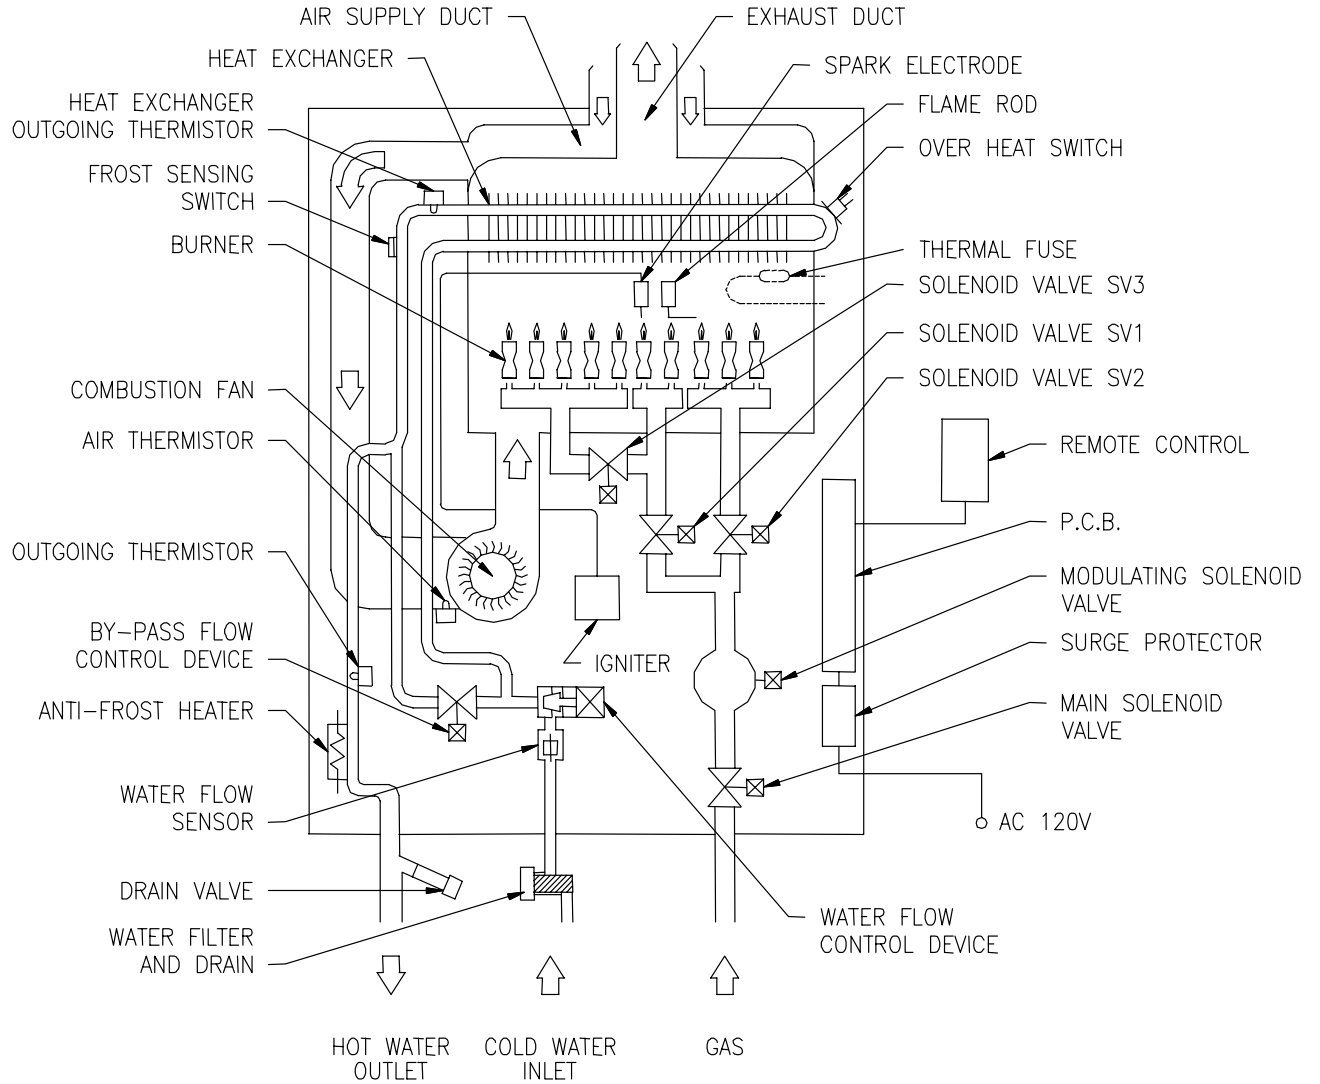 AIR SUPPLY DUCT
EXHAUST DUCT
HEAT EXCHANGER
SPARK ELECTRODE
HEAT EXCHANGER
OUTGOING THERMISTOR
FLAME ROD
OVER HEAT SWITCH
FROST SENSING
SWITCH
BURNER
THERMAL FUSE
SOLENOID VALVE SV3
SOLENOID VALVE SV1
SOLENOID VALVE SV2
COMBUSTION FAN
AIR THERMISTOR
REMOTE CONTROL
P.C.B.
OUTGOING THERMISTOR
MODULATING SOLENOID
VALVE
BY-PASS FLOW
CONTROL DEVICE
SURGE PROTECTOR
IGNITER
ANTI-FROST HEATER
MAIN SOLENOID
VALVE
WATER FLOW
SENSOR
AC 120V
DRAIN VALVE
WATER FLOW
CONTROL DEVICE
WATER FILTER
AND DRAIN
HOT WATER
OUTLET
COLD WATER
INLET
GAS